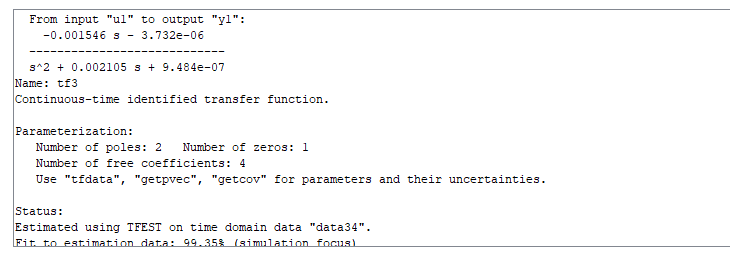 From input "u1" to output "y1":
-0.001546 s - 3.732e-06
----------------------------
s^2 + 0.002105 s + 9.484e-07
Name: tf3
Continuous-time identified transfer function.
Parameterization:
Number of poles: 2   Number of zeros: 1
Number of free coefficients: 4
Use "tfdata", "getpvec", "getcov" for parameters and their uncertainties.
Status:
Estimated using TFEST on time domain data "data34".
Fit to estimation data: 99.35% (simulation focus)